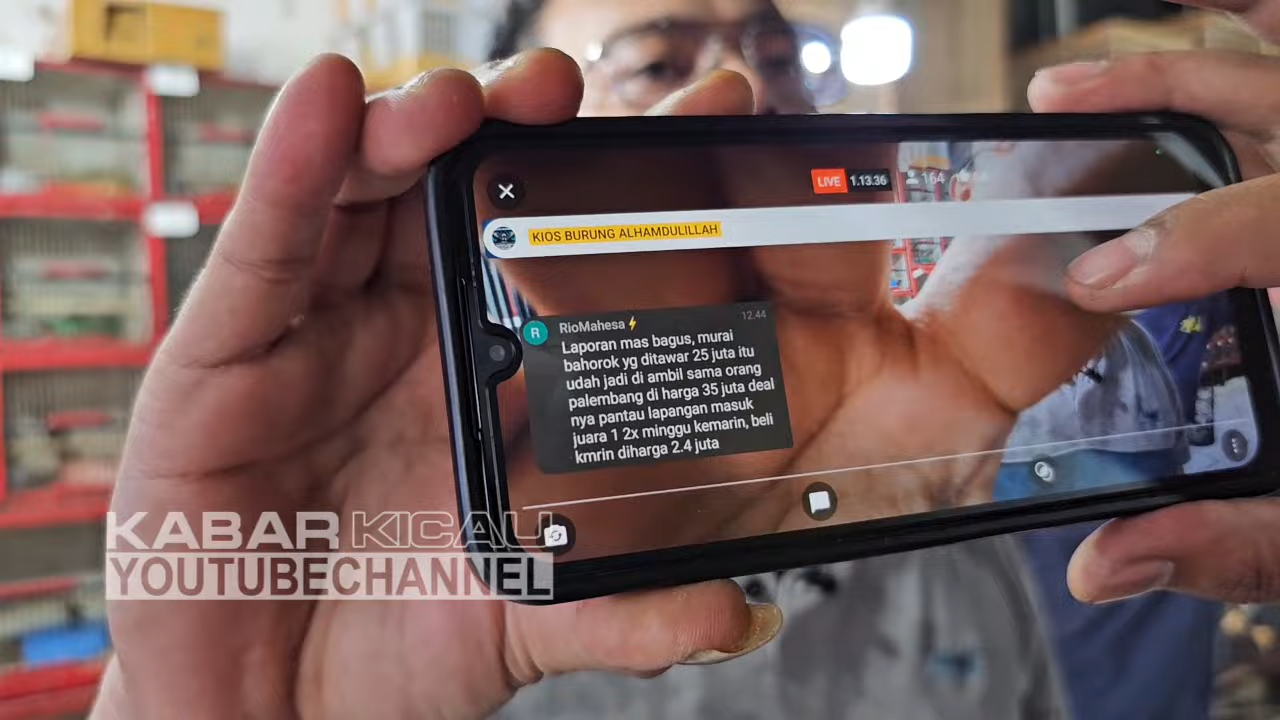 LIVE 1.13.36 164
KIOS BURUNG ALHAMDULILLAH
R RioMahesa⚡ 12.44
Laporan mas bagus, murai
bahorok yg ditawar 25 juta itu
udah jadi di ambil sama orang
palembang di harga 35 juta deal
nya pantau lapangan masuk
juara 1 2x minggu kemarin, beli
kmrin diharga 2.4 juta
KABAR KICAU
YOUTUBECHANNEL